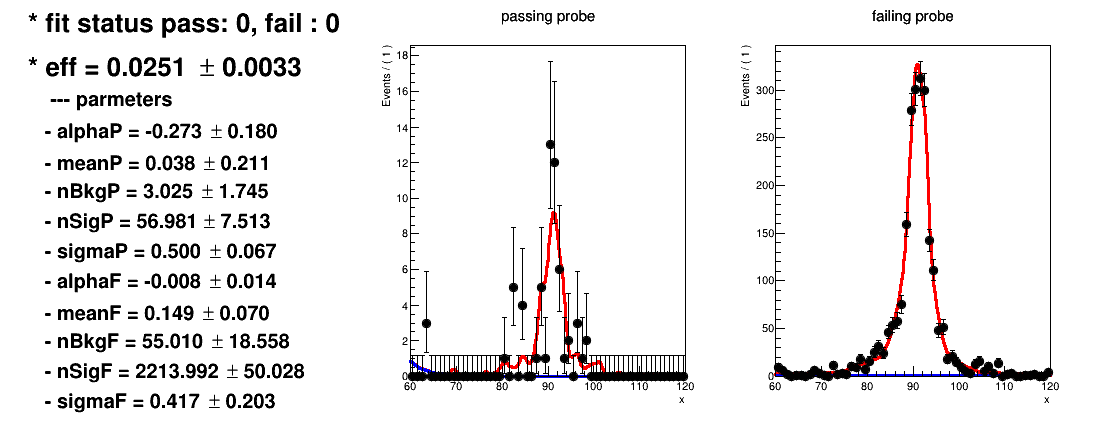 * fit status pass: 0, fail : 0
* eff = 0.0251 ± 0.0033
--- parmeters
- alphaP = -0.273 ± 0.180
- meanP = 0.038 ± 0.211
- nBkgP = 3.025 ± 1.745
- nSigP = 56.981 ± 7.513
- sigmaP = 0.500 ± 0.067
- alphaF = -0.008 ± 0.014
- meanF = 0.149 ± 0.070
- nBkgF = 55.010 ± 18.558
- nSigF = 2213.992 ± 50.028
- sigmaF = 0.417 ± 0.203
passing probe
Events / ( 1 )
18
16
14
12
10
8
6
4
2
0
60 70 80 90 100 110 120
x
failing probe
Events / ( 1 )
300
250
200
150
100
50
0
60 70 80 90 100 110 120
x